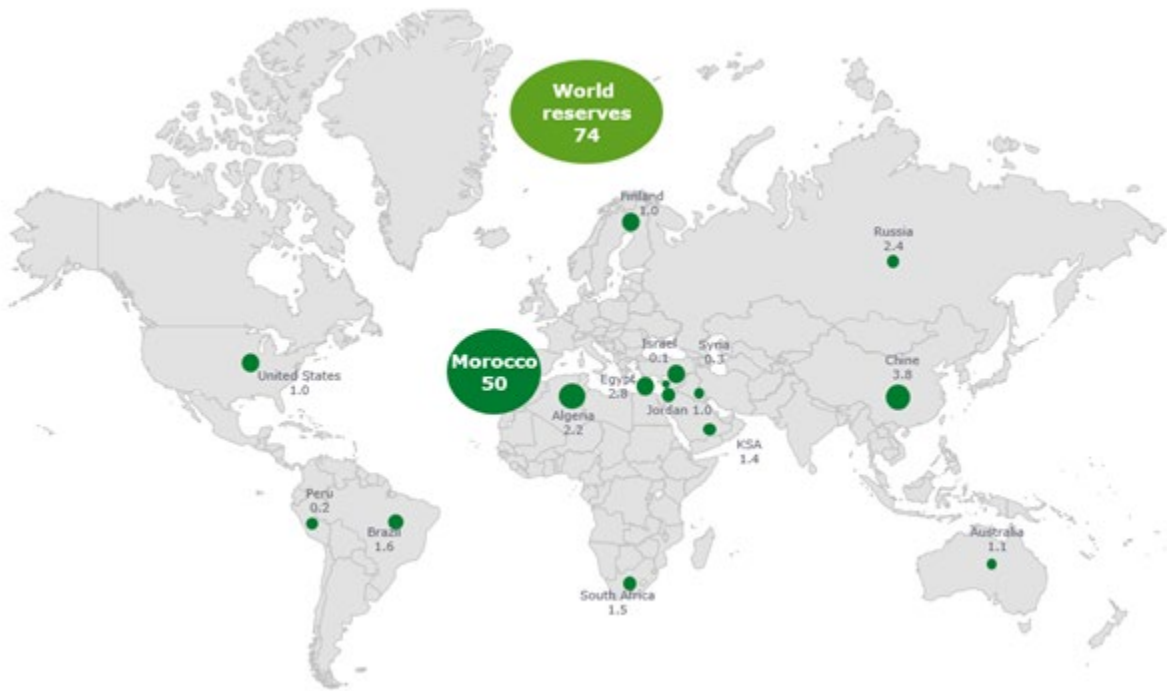 World
reserves
74
Finland
1.0
Russia
2.4
Morocco
50
Israel
0.1
Syria
0.3
Chine
3.8
United States
1.0
Egypt
2.8
Algeria
2.2
Jordan 1.0
KSA
1.4
Peru
0.2
Brazil
1.6
Australia
1.1
South Africa
1.5